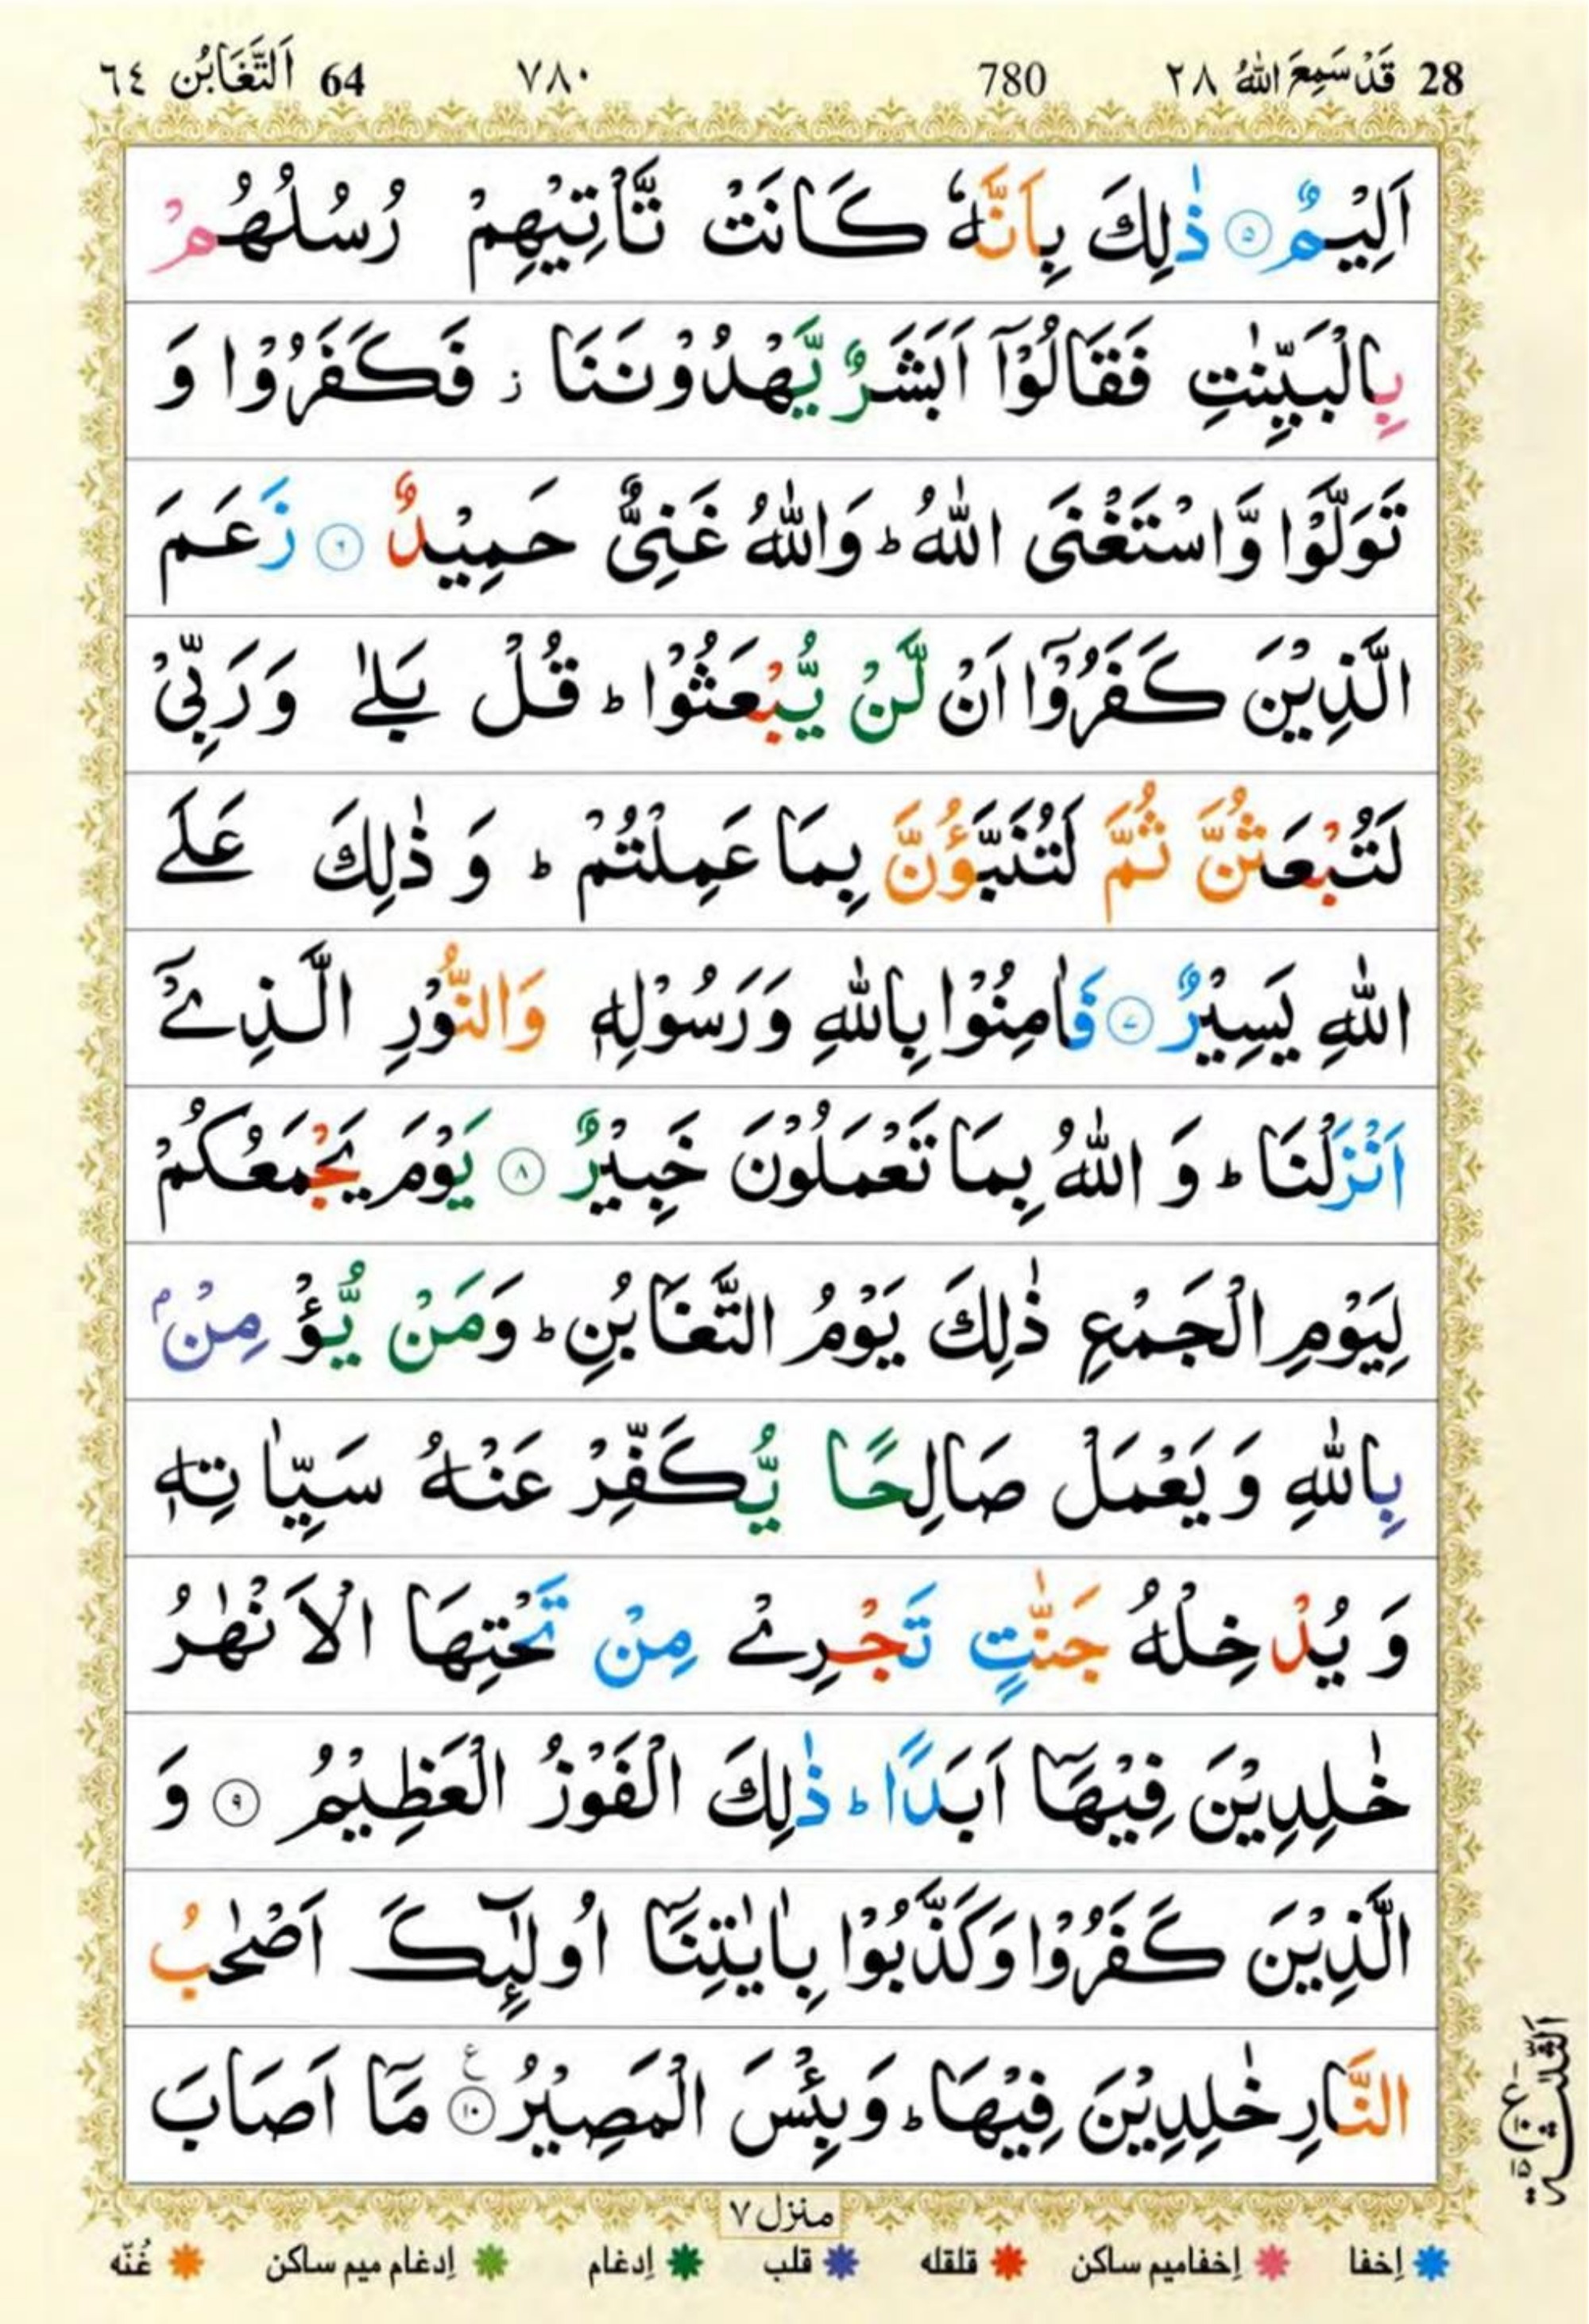 28 قَدْ سَمِعَ اللّٰهُ ٢٨ 780 ٧٨٠ 64 اَلتَّغَابُن ٦٤
اَلِيْمٌ ۝٥ ذٰلِكَ بِاَنَّهٗ كَانَتْ تَّاْتِيْهِمْ رُسُلُهُمْ
بِالْبَيِّنٰتِ فَقَالُوْۤا اَبَشَرٌ يَّهْدُوْنَنَا ز فَكَفَرُوْا وَ
تَوَلَّوْا وَّاسْتَغْنَى اللّٰهُ ؕ وَاللّٰهُ غَنِىٌّ حَمِيْدٌ ۝٦ زَعَمَ
الَّذِيْنَ كَفَرُوْۤا اَنْ لَّنْ يُّبْعَثُوْا ؕ قُلْ بَلٰے وَرَبِّىْ
لَتُبْعَثُنَّ ثُمَّ لَتُنَبَّؤُنَّ بِمَا عَمِلْتُمْ ؕ وَ ذٰلِكَ عَلَے
اللّٰهِ يَسِيْرٌ ۝٧ فَاٰمِنُوْا بِاللّٰهِ وَرَسُوْلِهٖ وَالنُّوْرِ الَّذِىْۤ
اَنْزَلْنَا ؕ وَ اللّٰهُ بِمَا تَعْمَلُوْنَ خَبِيْرٌ ۝٨ يَوْمَ يَجْمَعُكُمْ
لِيَوْمِ الْجَمْعِ ذٰلِكَ يَوْمُ التَّغَابُنِ ؕ وَمَنْ يُّؤْمِنْۢ
بِاللّٰهِ وَ يَعْمَلْ صَالِحًا يُّكَفِّرْ عَنْهُ سَيِّاٰتِهٖ
وَ يُدْخِلْهُ جَنّٰتٍ تَجْرِىْ مِنْ تَحْتِهَا الْاَنْهٰرُ
خٰلِدِيْنَ فِيْهَاۤ اَبَدًا ؕ ذٰلِكَ الْفَوْزُ الْعَظِيْمُ ۝٩ وَ
الَّذِيْنَ كَفَرُوْا وَكَذَّبُوْا بِاٰيٰتِنَاۤ اُولٰٓئِكَ اَصْحٰبُ
النَّارِ خٰلِدِيْنَ فِيْهَا ؕ وَبِئْسَ الْمَصِيْرُ ۝١٠ ع مَاۤ اَصَابَ
اَلثَّلٰثَة
ع ١٥
منزل ٧
إخفا إخفاميم ساكن قلقله قلب إدغام إدغام ميم ساكن غُنّه